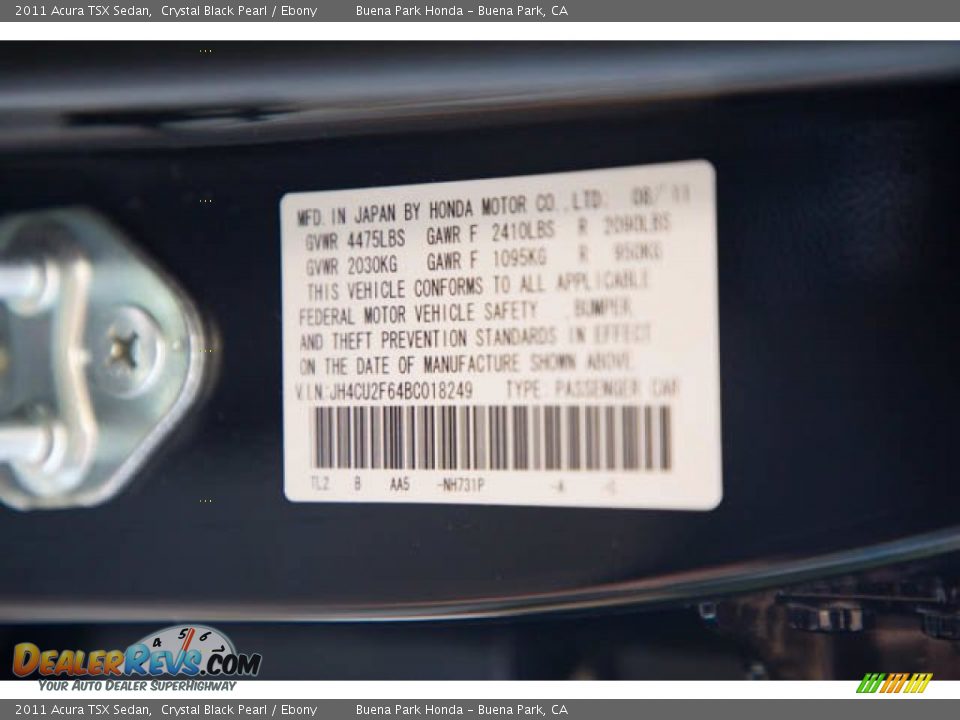 2011 Acura TSX Sedan, Crystal Black Pearl / Ebony Buena Park Honda – Buena Park, CA
MFD. IN JAPAN BY HONDA MOTOR CO., LTD. 08/11
GVWR 4475LBS GAWR F 2410LBS R 2090LBS
GVWR 2030KG GAWR F 1095KG R 950KG
THIS VEHICLE CONFORMS TO ALL APPLICABLE
FEDERAL MOTOR VEHICLE SAFETY , BUMPER,
AND THEFT PREVENTION STANDARDS IN EFFECT
ON THE DATE OF MANUFACTURE SHOWN ABOVE.
V.I.N:JH4CU2F64BC018249 TYPE: PASSENGER CAR
TL2 B AA5 -NH731P -A
4 5 6
DEALERREVS.COM
YOUR AUTO DEALER SUPERHIGHWAY
2011 Acura TSX Sedan, Crystal Black Pearl / Ebony Buena Park Honda – Buena Park, CA